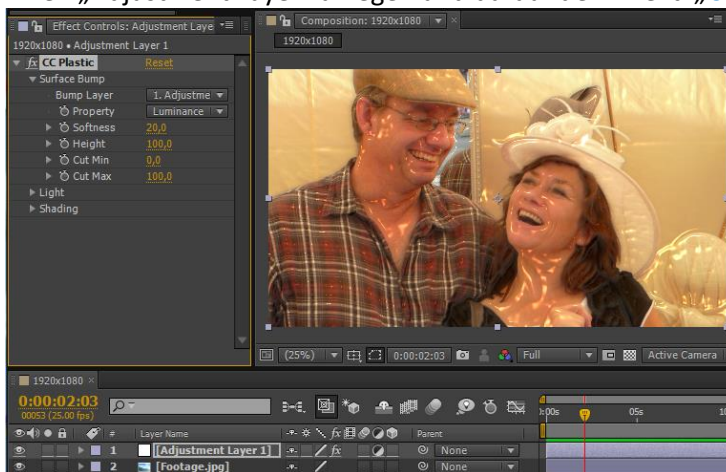 Effect Controls: Adjustment Laye
1920x1080 • Adjustment Layer 1
fx CC Plastic Reset
Surface Bump
Bump Layer 1. Adjustme
Property Luminance
Softness 20,0
Height 100,0
Cut Min 0,0
Cut Max 100,0
Light
Shading
Composition: 1920x1080
1920x1080
(25%) 0:00:02:03 Full Active Camera
1920x1080
0:00:02:03
00053 (25.00 fps)
05s
# Layer Name Parent
1 [Adjustment Layer 1] None
2 [Footage.jpg] None